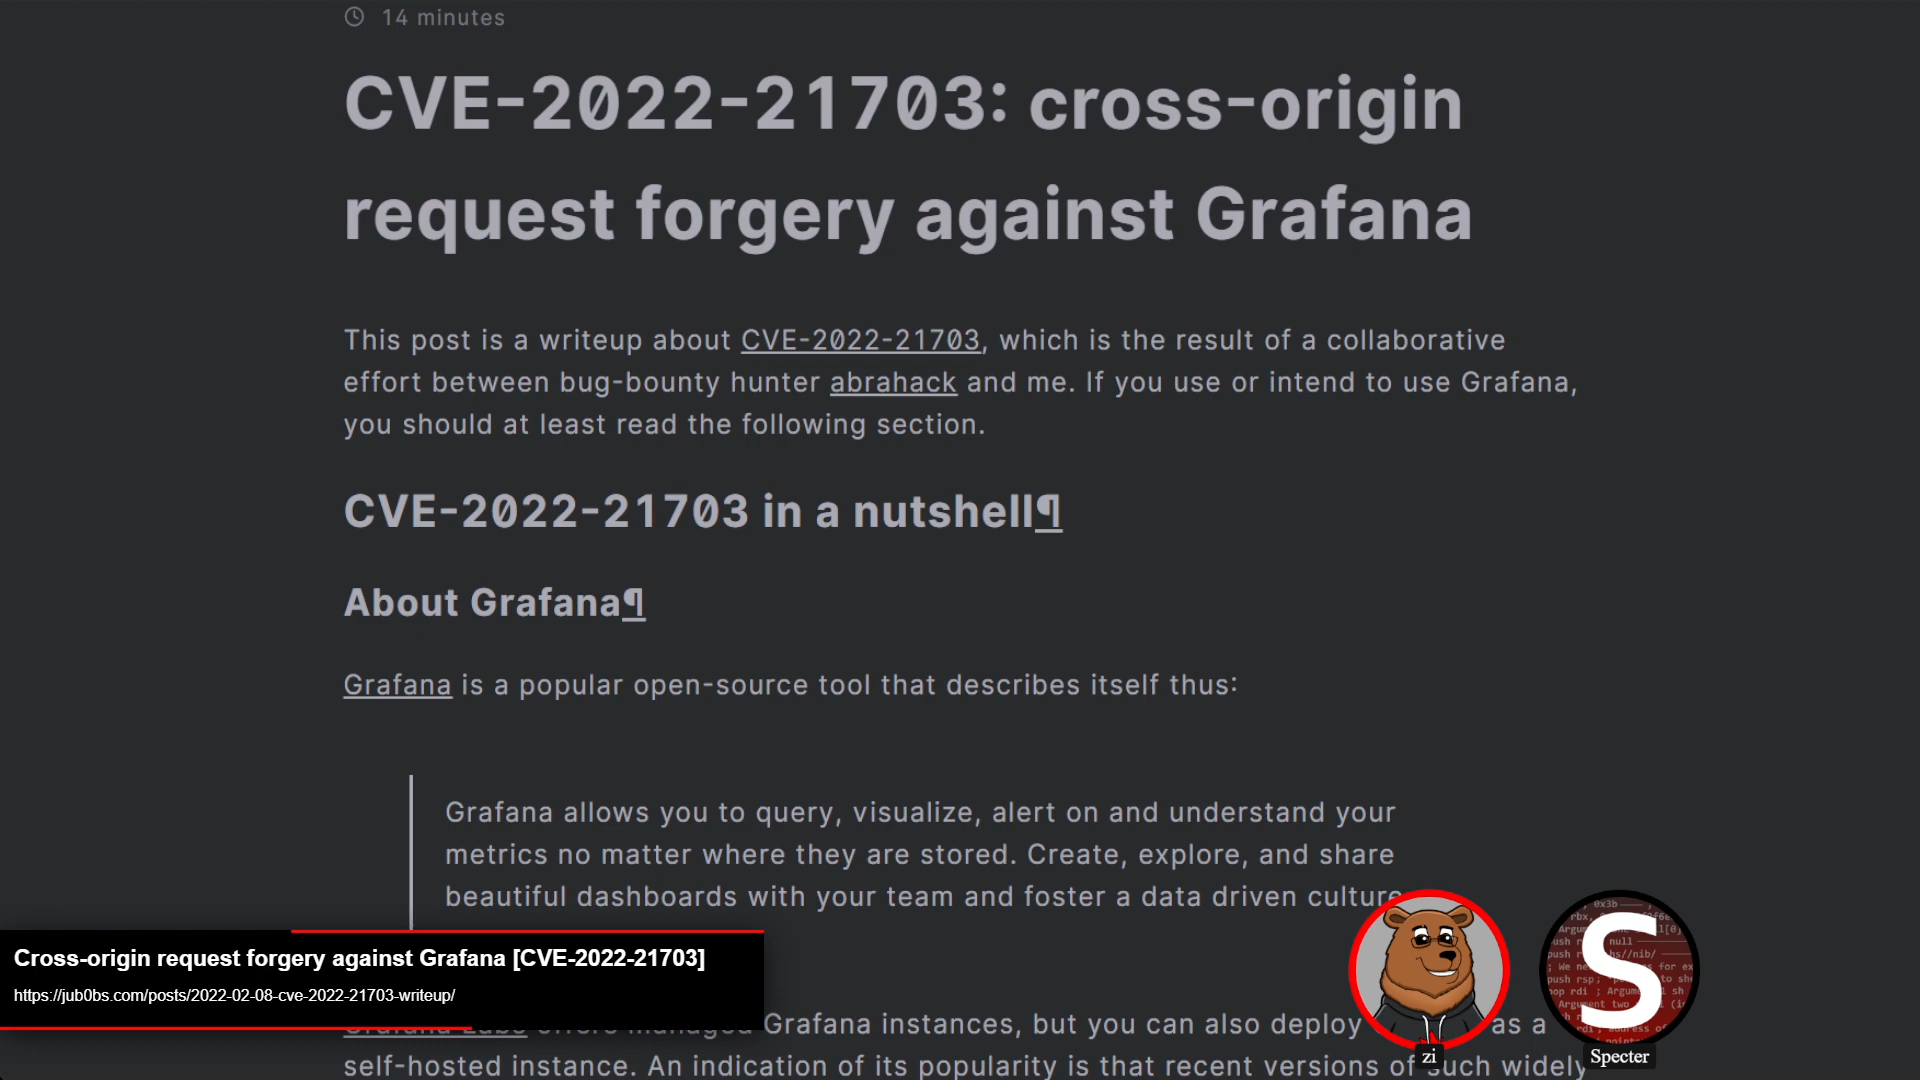 14 minutes
CVE-2022-21703: cross-origin
request forgery against Grafana
This post is a writeup about CVE-2022-21703, which is the result of a collaborative
effort between bug-bounty hunter abrahack and me. If you use or intend to use Grafana,
you should at least read the following section.
CVE-2022-21703 in a nutshell¶
About Grafana¶
Grafana is a popular open-source tool that describes itself thus:
Grafana allows you to query, visualize, alert on and understand your
metrics no matter where they are stored. Create, explore, and share
beautiful dashboards with your team and foster a data driven culture
Cross-origin request forgery against Grafana [CVE-2022-21703]
https://jub0bs.com/posts/2022-02-08-cve-2022-21703-writeup/
Grafana Labs offers managed Grafana instances, but you can also deploy as a
self-hosted instance. An indication of its popularity is that recent versions of such widely
zi
S
Specter